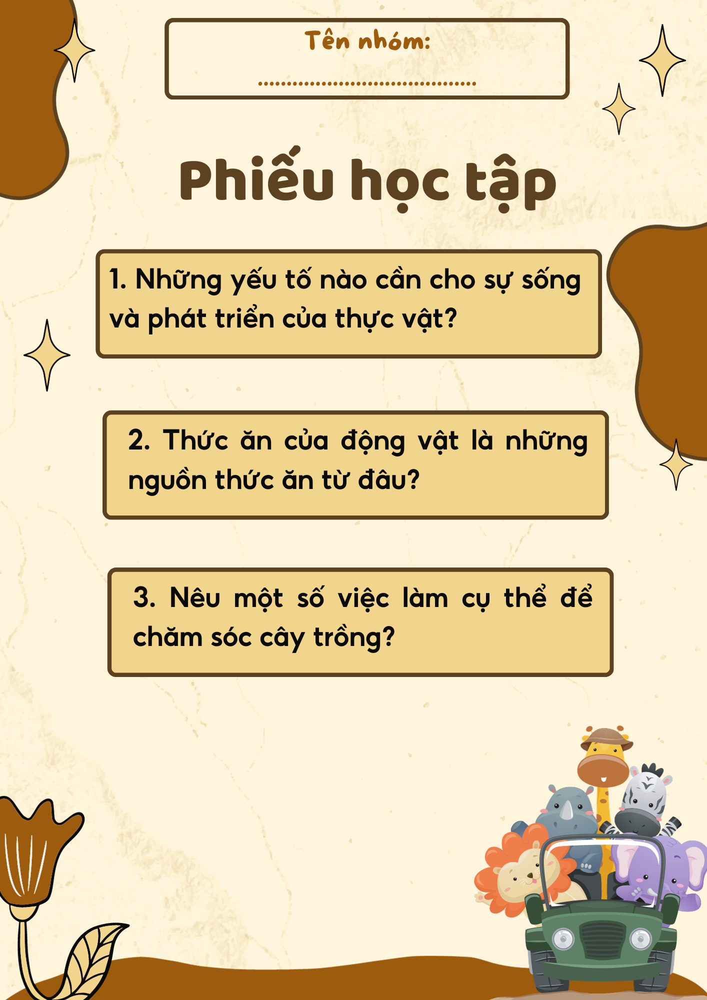 Tên nhóm:
......................................
Phiếu học tập
1. Những yếu tố nào cần cho sự sống
và phát triển của thực vật?
2. Thức ăn của động vật là những
nguồn thức ăn từ đâu?
3. Nêu một số việc làm cụ thể để
chăm sóc cây trồng?